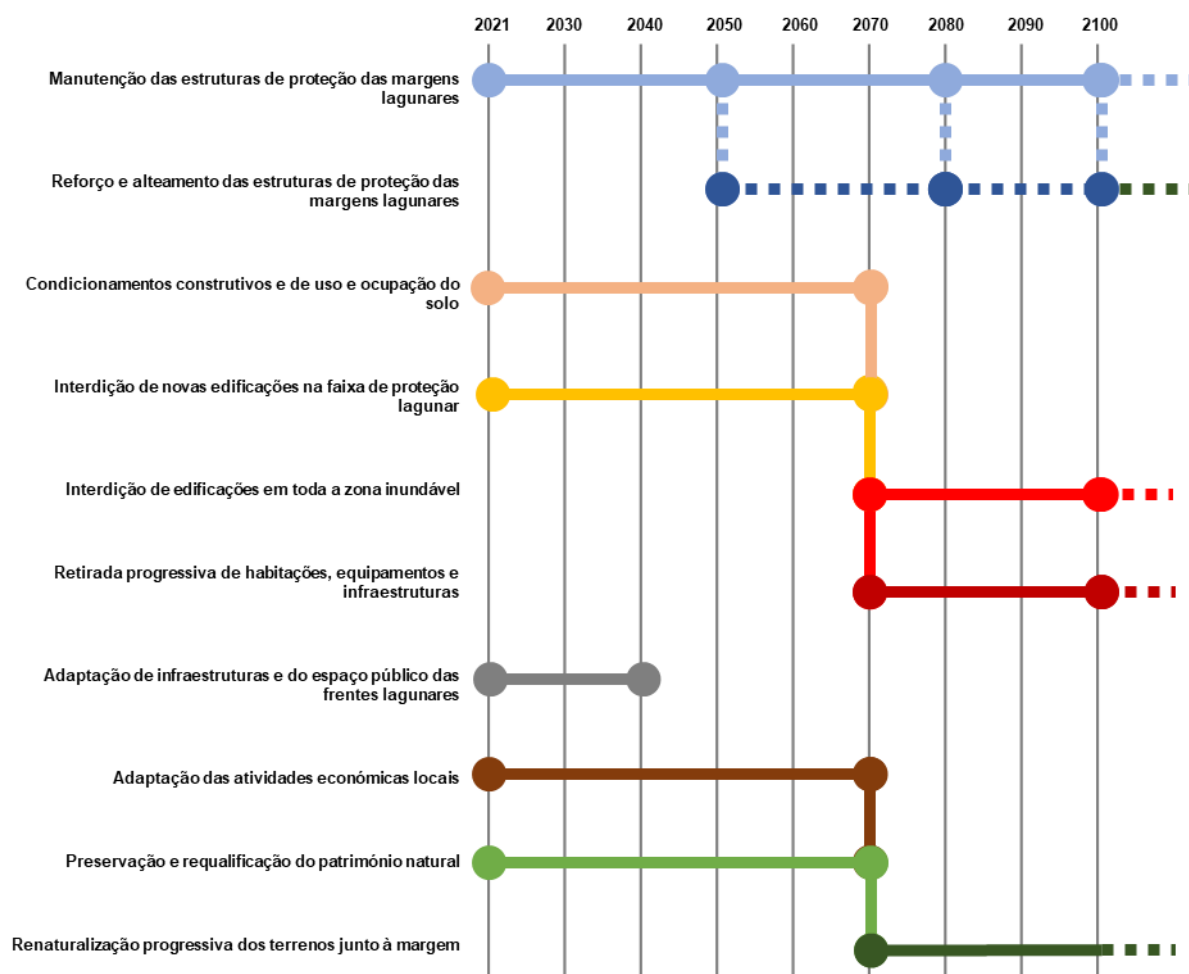 2021 2030 2040 2050 2060 2070 2080 2090 2100
Manutenção das estruturas de proteção das margens
lagunares
Reforço e alteamento das estruturas de proteção das
margens lagunares
Condicionamentos construtivos e de uso e ocupação do
solo
Interdição de novas edificações na faixa de proteção
lagunar
Interdição de edificações em toda a zona inundável
Retirada progressiva de habitações, equipamentos e
infraestruturas
Adaptação de infraestruturas e do espaço público das
frentes lagunares
Adaptação das atividades económicas locais
Preservação e requalificação do património natural
Renaturalização progressiva dos terrenos junto à margem